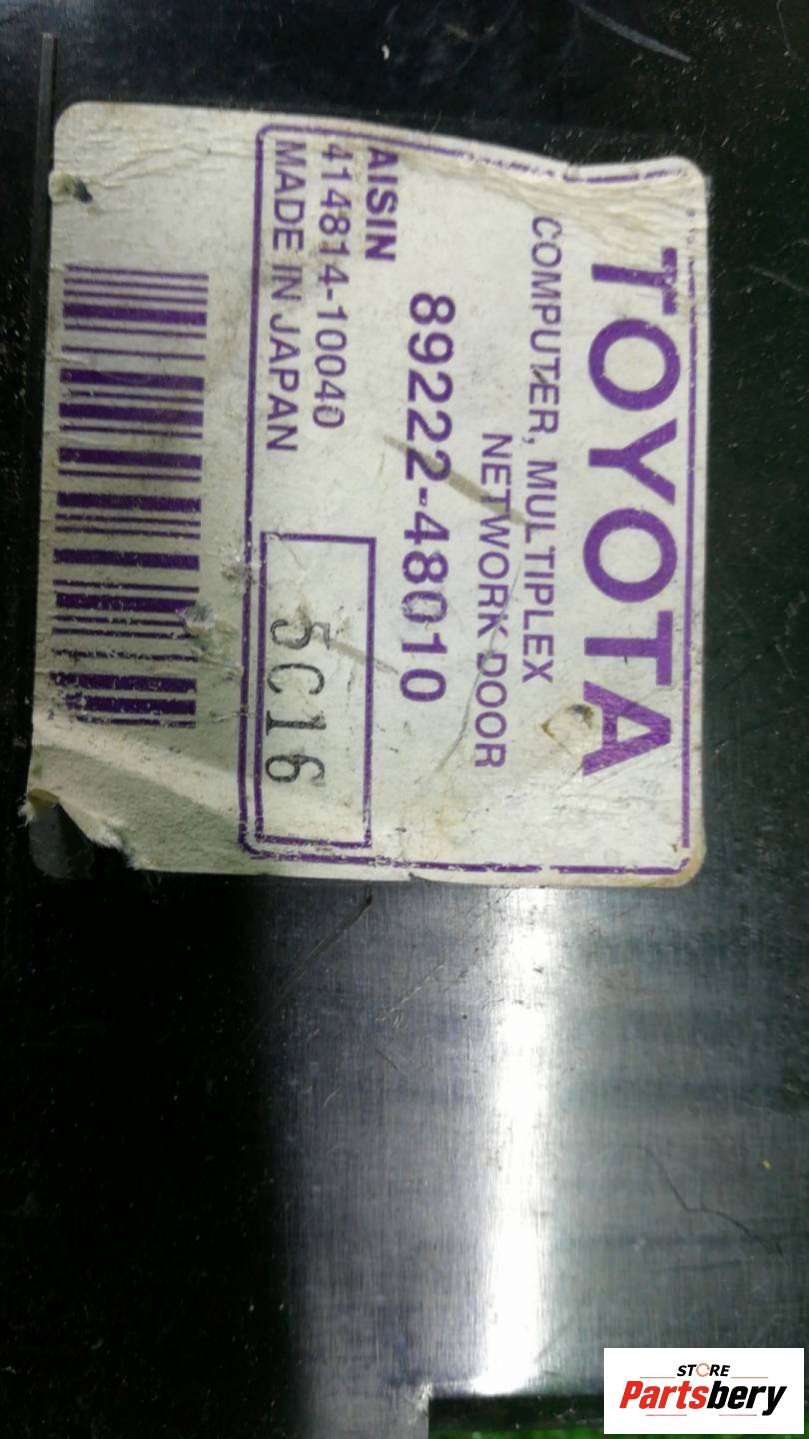 TOYOTA
COMPUTER, MULTIPLEX
NETWORK DOOR
89222-48010
AISIN
414814-10040
MADE IN JAPAN
5C16
STORE
Partsbery